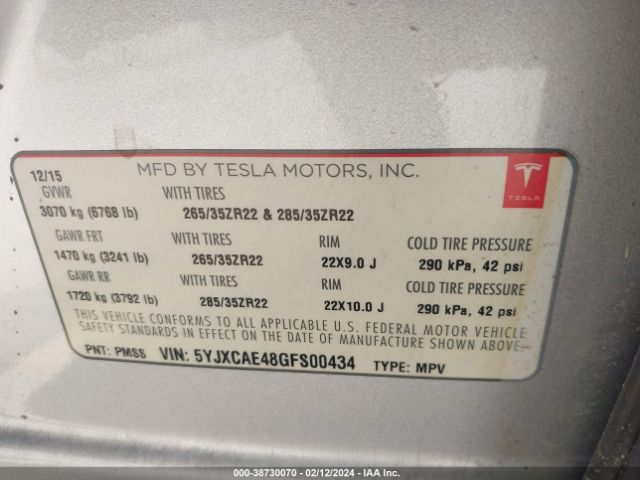 12/15 MFD BY TESLA MOTORS, INC.
TESLA
GVWR WITH TIRES
3070 kg (6768 lb) 265/35ZR22 & 285/35ZR22
GAWR FRT WITH TIRES RIM COLD TIRE PRESSURE
1470 kg (3241 lb) 265/35ZR22 22X9.0 J 290 kPa, 42 psi
GAWR RR WITH TIRES RIM COLD TIRE PRESSURE
1720 kg (3792 lb) 285/35ZR22 22X10.0 J 290 kPa, 42 psi
THIS VEHICLE CONFORMS TO ALL APPLICABLE U.S. FEDERAL MOTOR VEHICLE
SAFETY STANDARDS IN EFFECT ON THE DATE OF MANUFACTURE SHOWN ABOVE
PNT: PMSS VIN: 5YJXCAE48GFS00434 TYPE: MPV
000-38730070 - 02/12/2024 - IAA Inc.